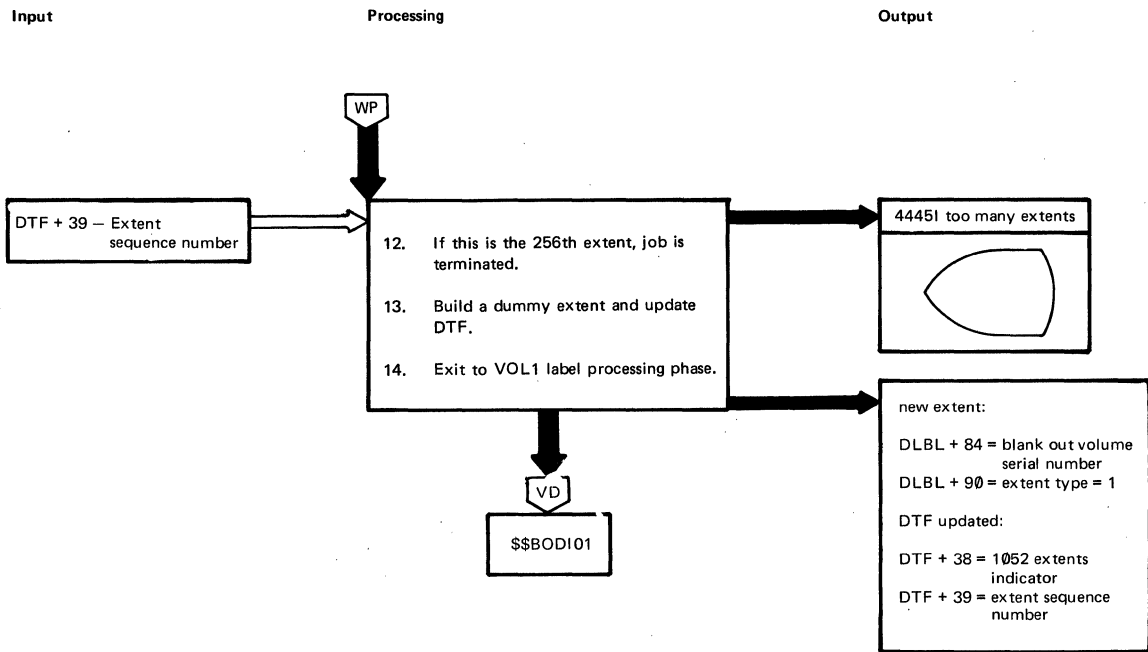 Input
Processing
Output
WP
DTF + 39 — Extent
sequence number
12. If this is the 256th extent, job is
terminated.
13. Build a dummy extent and update
DTF.
14. Exit to VOL1 label processing phase.
4445I too many extents
new extent:
DLBL + 84 = blank out volume
serial number
DLBL + 90 = extent type = 1
DTF updated:
DTF + 38 = 1052 extents
indicator
DTF + 39 = extent sequence
number
VD
$$BODI01